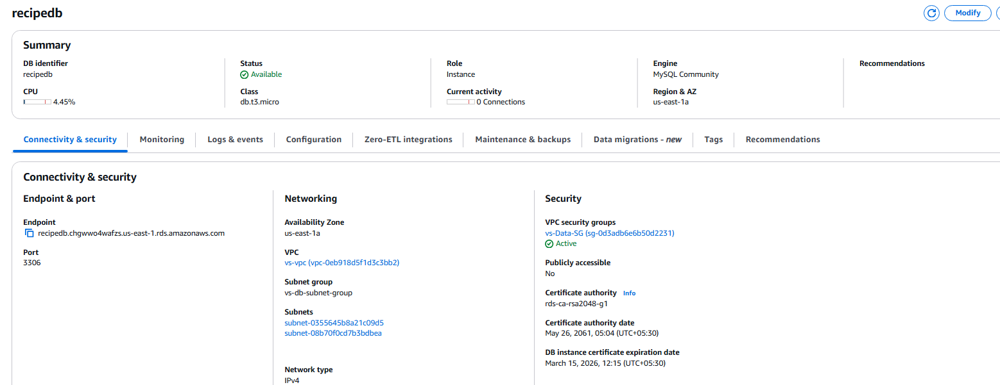 recipedb
Modify
Summary
DB identifier
recipedb
Status
Available
Role
Instance
Engine
MySQL Community
Recommendations
CPU
4.45%
Class
db.t3.micro
Current activity
0 Connections
Region & AZ
us-east-1a
Connectivity & security
Monitoring
Logs & events
Configuration
Zero-ETL integrations
Maintenance & backups
Data migrations - new
Tags
Recommendations
Connectivity & security
Endpoint & port
Endpoint
recipedb.chgwwo4wafzs.us-east-1.rds.amazonaws.com
Port
3306
Networking
Availability Zone
us-east-1a
VPC
vs-vpc (vpc-0eb918d5f1d3c3bb2)
Subnet group
vs-db-subnet-group
Subnets
subnet-0355645b8a21c09d5
subnet-08b70f0cd7b3bdbea
Network type
IPv4
Security
VPC security groups
vs-Data-SG (sg-0d3adb6e6b50d2231)
Active
Publicly accessible
No
Certificate authority Info
rds-ca-rsa2048-g1
Certificate authority date
May 26, 2061, 05:04 (UTC+05:30)
DB instance certificate expiration date
March 15, 2026, 12:15 (UTC+05:30)